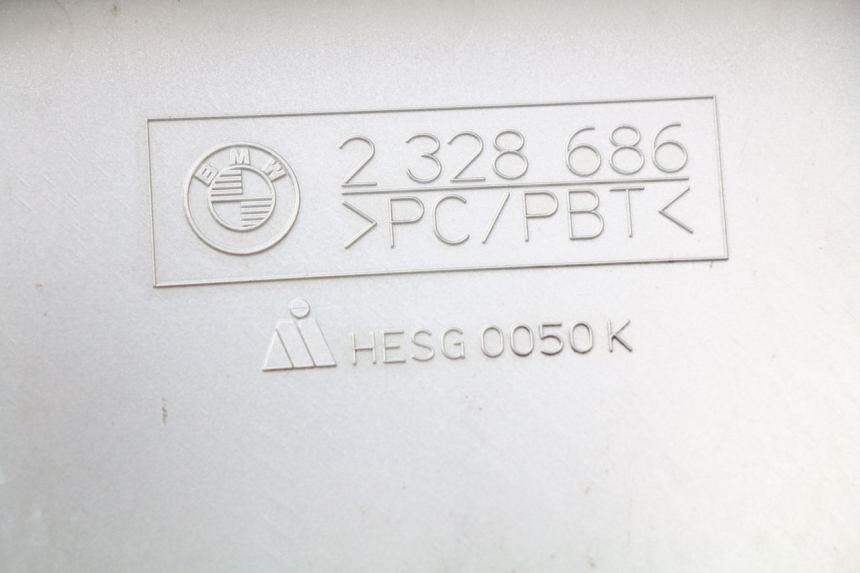 BMW
2 328 686
>PC/PBT<
HESG 0050 K